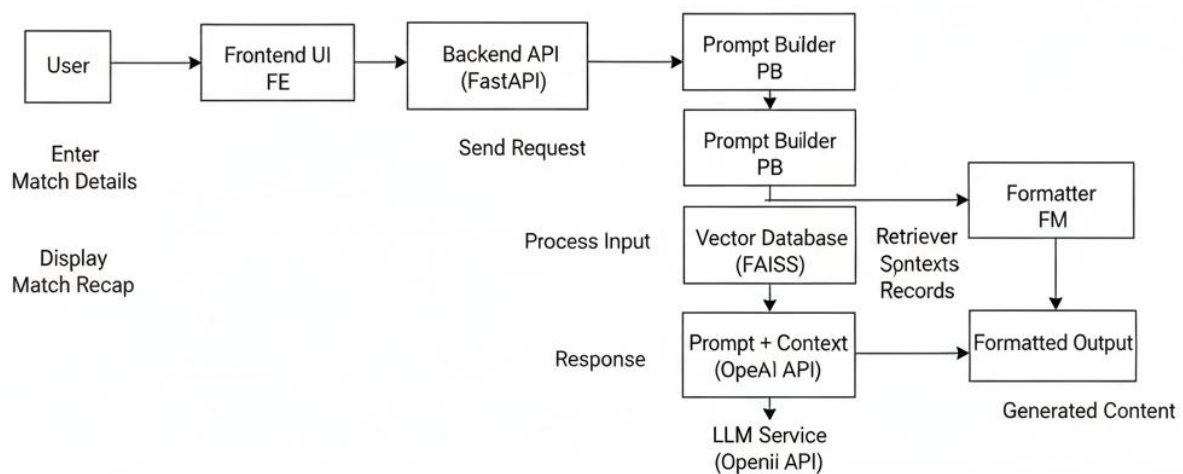 User
Frontend UI
FE
Backend API
(FastAPI)
Prompt Builder
PB
Enter
Match Details
Send Request
Prompt Builder
PB
Formatter
FM
Process Input
Vector Database
(FAISS)
Retriever
Spntexts
Records
Display
Match Recap
Response
Prompt + Context
(OpeAI API)
Formatted Output
Generated Content
LLM Service
(Openii API)